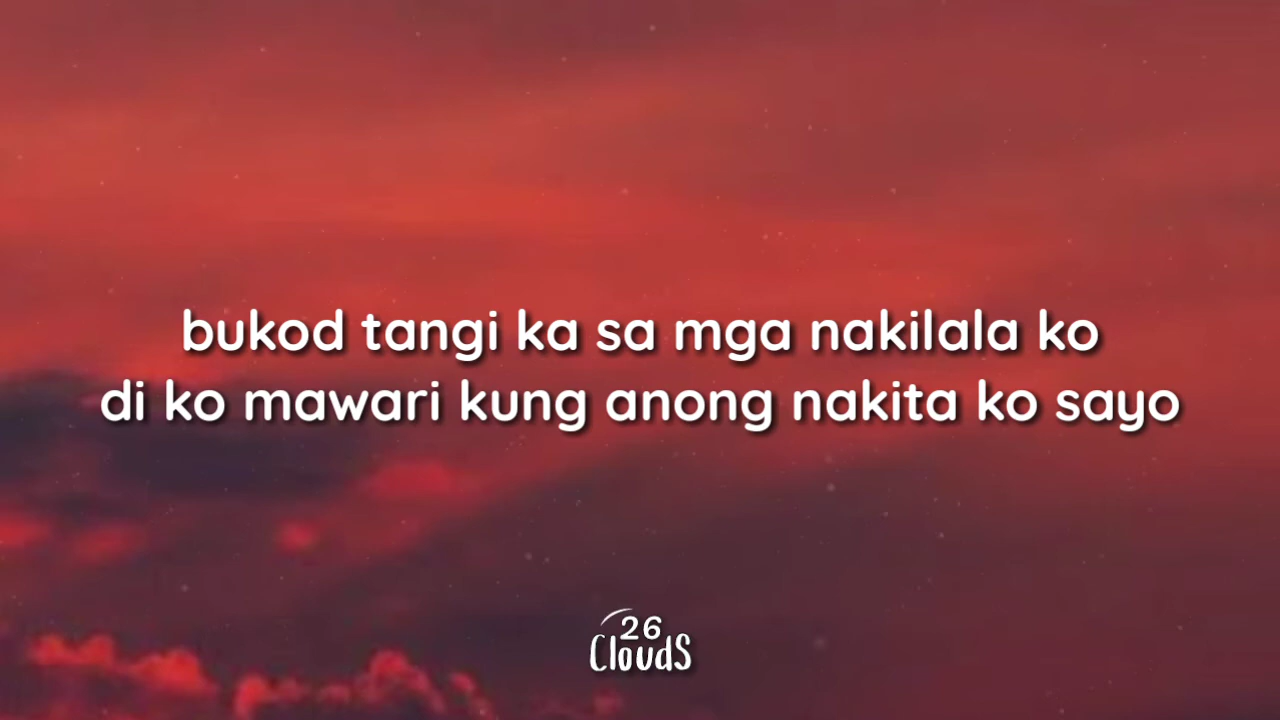 bukod tangi ka sa mga nakilala ko
di ko mawari kung anong nakita ko sayo
26
Clouds